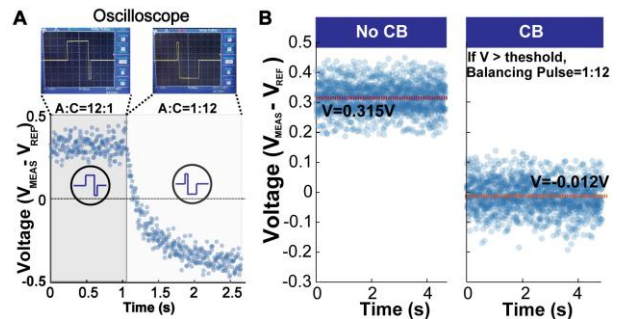 A
Oscilloscope
A:C=12:1
A:C=1:12
Voltage (VMEAS- VREF)
0.5
0
-0.5
0
0.5
1
1.5
2
2.5
Time (s)
B
No CB
CB
If V > theshold,
Balancing Pulse=1:12
Voltage (VMEAS- VREF)
0.5
0.4
0.3
0.2
0.1
0
-0.1
-0.2
-0.3
V=0.315V
V=-0.012V
0
2
4
Time (s)
0
2
4
Time (s)